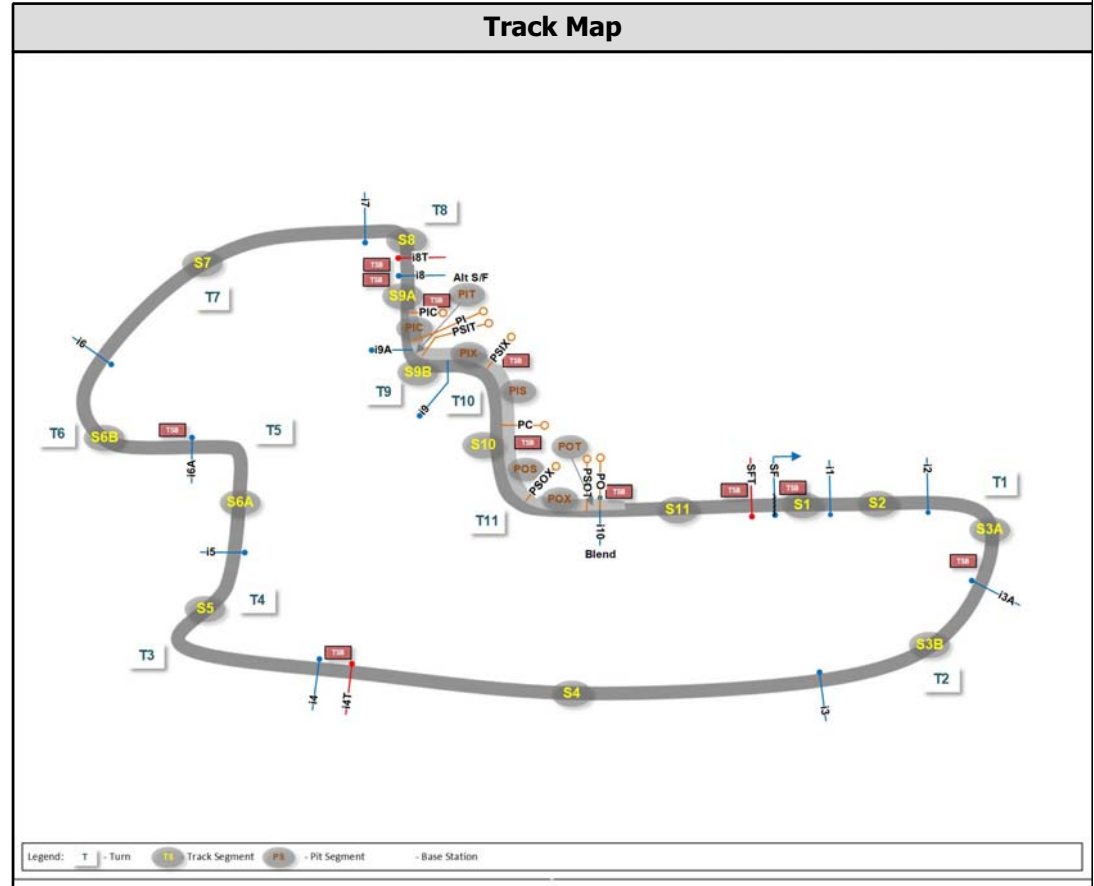 Track Map
i7
T8
S8
i8T
S7
TSB
TSB
i8
Alt S/F
T7
S9A
TSB
PIT
PIC
PIC
PI
PSIT
i6
i9A
PIX
PSIX
TSB
S9B
T9
T10
PIS
i9
T6
S6B
TSB
T5
i6A
S10
PC
TSB
POT
POS
PSOX
PSOT
PO
S6A
POX
TSB
T11
S11
TSB
SFT
SF
TSB
S1
i1
S2
i2
T1
S3A
i10
Blend
i5
TSB
i3A
S5
T4
T3
TSB
S3B
T2
i4
i4T
S4
i3
Legend: T - Turn TS Track Segment PS - Pit Segment - Base Station